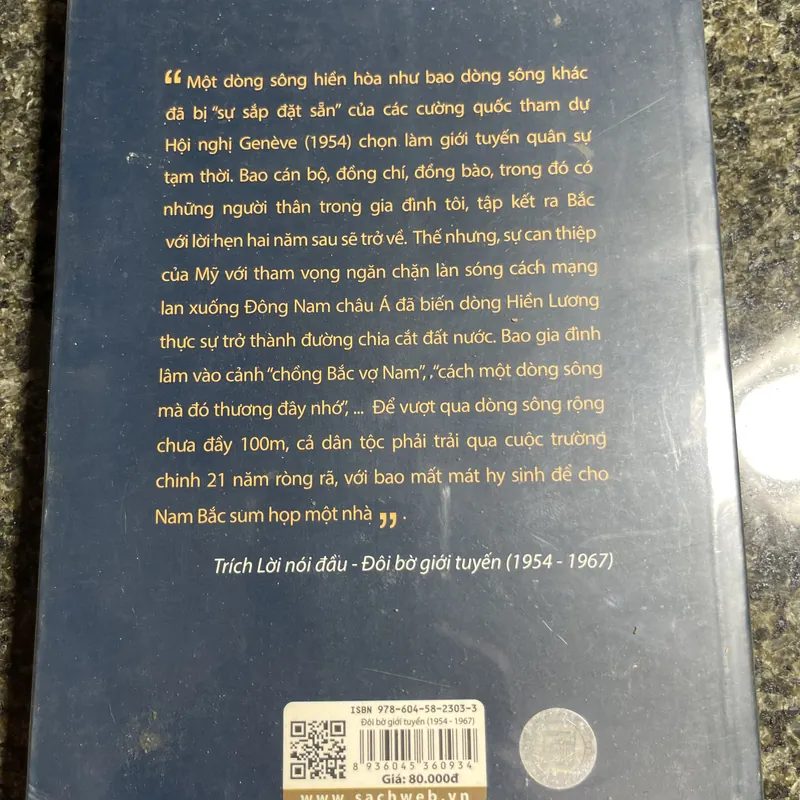 “ Một dòng sông hiền hòa như bao dòng sông khác
đã bị “sự sắp đặt sẵn” của các cường quốc tham dự
Hội nghị Genève (1954) chọn làm giới tuyến quân sự
tạm thời. Bao cán bộ, đồng chí, đồng bào, trong đó có
những người thân trong gia đình tôi, tập kết ra Bắc
với lời hẹn hai năm sau sẽ trở về. Thế nhưng, sự can thiệp
của Mỹ với tham vọng ngăn chặn làn sóng cách mạng
lan xuống Đông Nam châu Á đã biến dòng Hiền Lương
thực sự trở thành đường chia cắt đất nước. Bao gia đình
lâm vào cảnh “chồng Bắc vợ Nam”, “cách một dòng sông
mà đó thương đây nhớ”, ... Để vượt qua dòng sông rộng
chưa đầy 100m, cả dân tộc phải trải qua cuộc trường
chinh 21 năm ròng rã, với bao mất mát hy sinh để cho
Nam Bắc sum họp một nhà ”.
Trích Lời nói đầu - Đôi bờ giới tuyến (1954 - 1967)
ISBN 978-604-58-2303-3
Đôi bờ giới tuyến (1954 - 1967)
8 936045 360934
Giá: 80.000đ
www.sachweb.vn